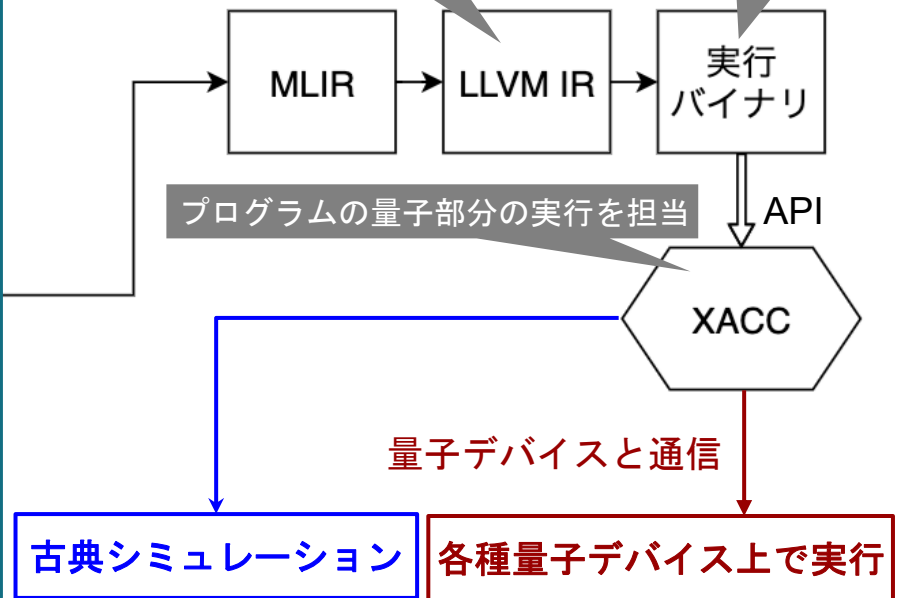 MLIR
LLVM IR
実行
バイナリ
プログラムの量子部分の実行を担当
API
XACC
量子デバイスと通信
古典シミュレーション
各種量子デバイス上で実行